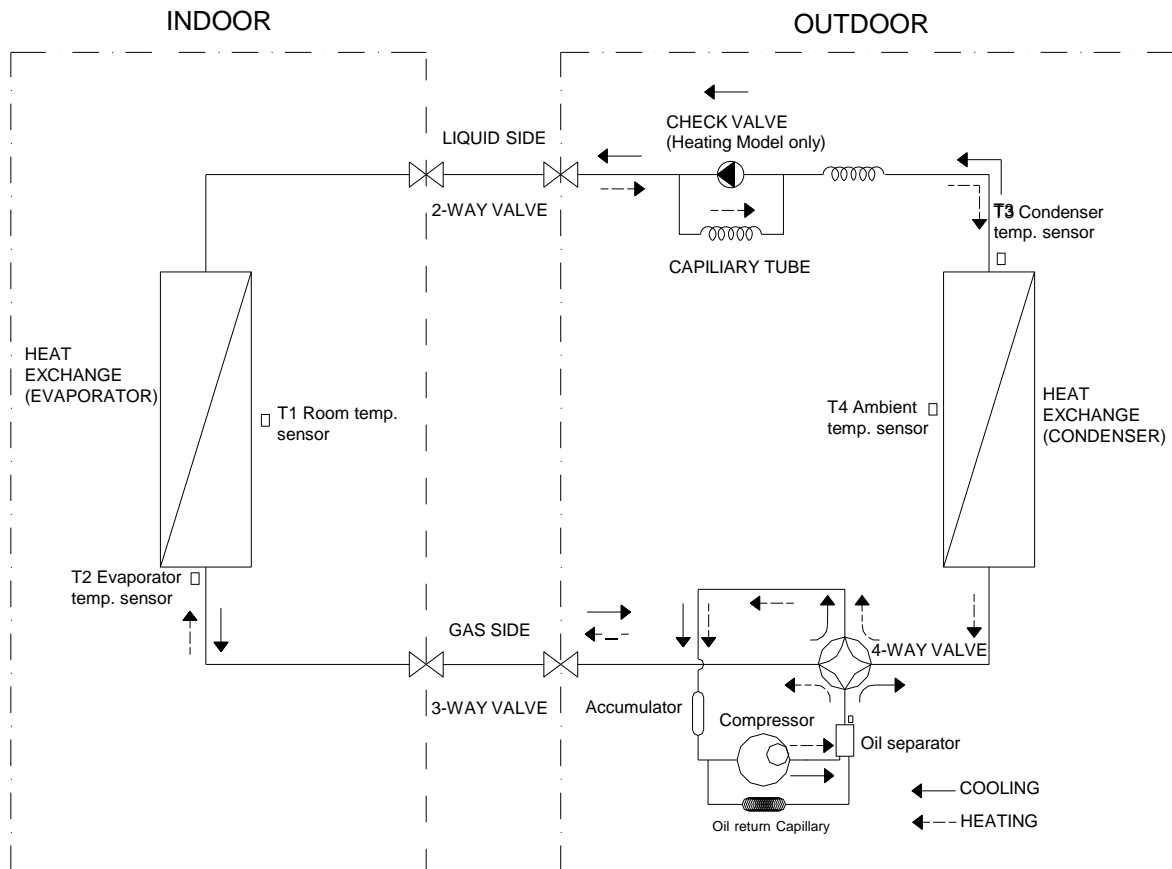 INDOOR
OUTDOOR
LIQUID SIDE
2-WAY VALVE
CHECK VALVE
(Heating Model only)
CAPILIARY TUBE
T3 Condenser
temp. sensor
HEAT
EXCHANGE
(EVAPORATOR)
T1 Room temp.
sensor
T4 Ambient
temp. sensor
HEAT
EXCHANGE
(CONDENSER)
T2 Evaporator
temp. sensor
GAS SIDE
3-WAY VALVE
4-WAY VALVE
Accumulator
Compressor
Oil separator
Oil return Capillary
COOLING
HEATING